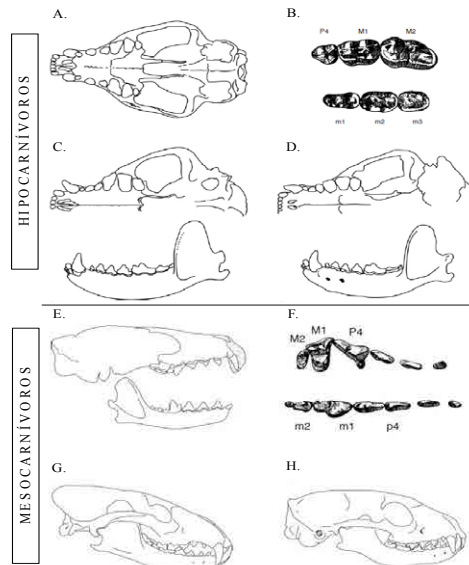 A.
B.
P4 M1 M2
m1 m2 m3
HIPOCARNÍVOROS
C.
D.
E.
F.
M2 M1 P4
m2 m1 p4
MESOCARNÍVOROS
G.
H.